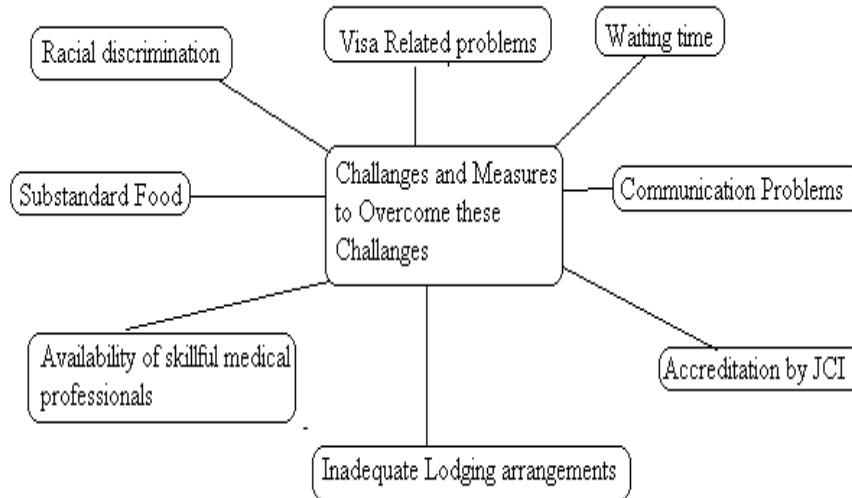 Racial discrimination
Visa Related problems
Waiting time
Substandard Food
Challanges and Measures
to Overcome these
Challanges
Communication Problems
Availability of skillful medical
professionals
Accreditation by JCI
Inadequate Lodging arrangements